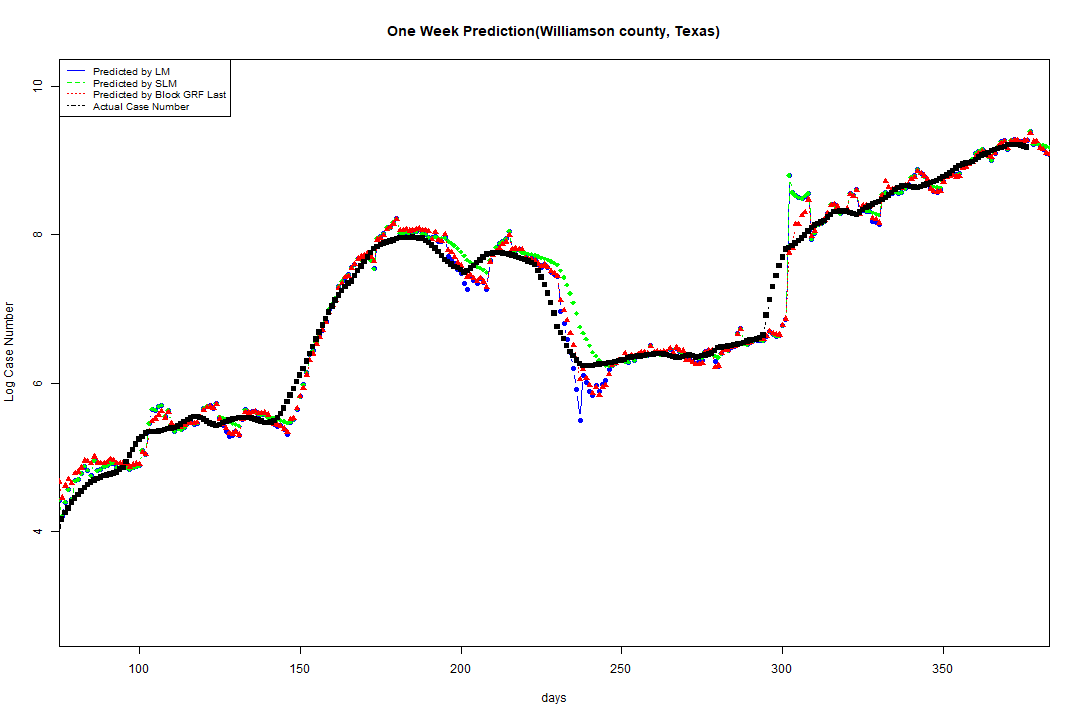 One Week Prediction(Williamson county, Texas)
Predicted by LM
Predicted by SLM
Predicted by Block GRF Last
Actual Case Number
10
8
6
4
Log Case Number
100 150 200 250 300 350
days